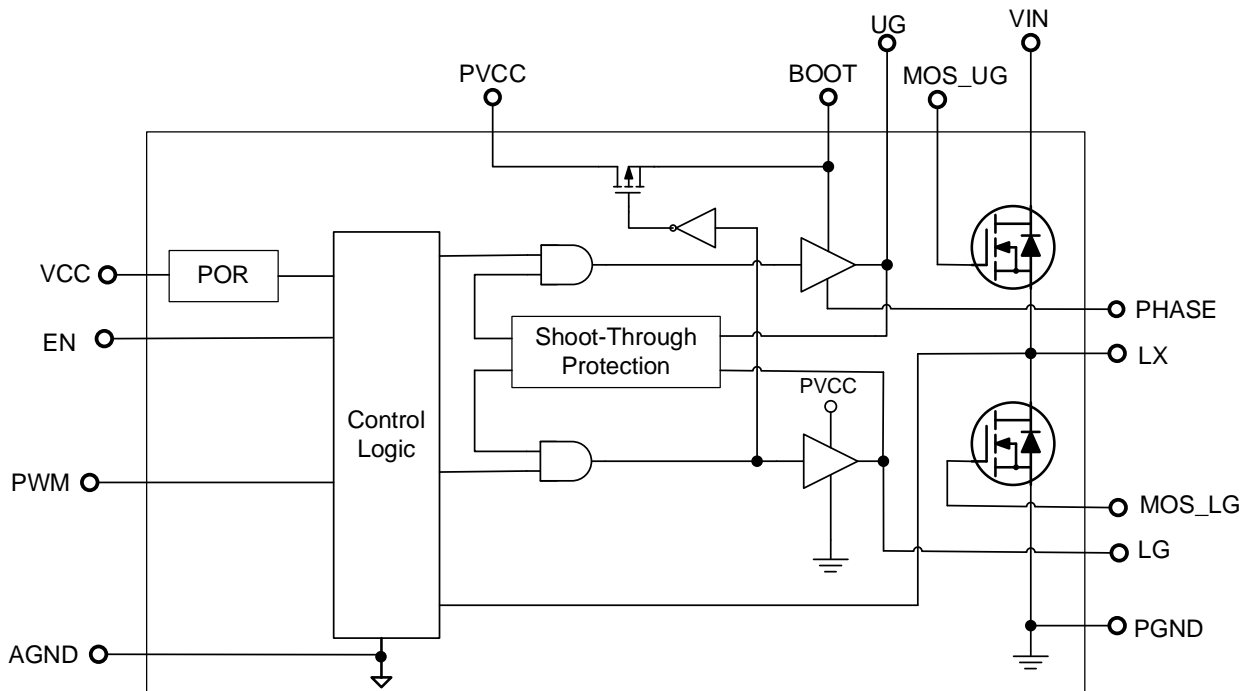 UG
VIN
PVCC
BOOT
MOS_UG
VCC
POR
PHASE
EN
Shoot-Through
Protection
LX
PVCC
Control
Logic
PWM
MOS_LG
LG
AGND
PGND